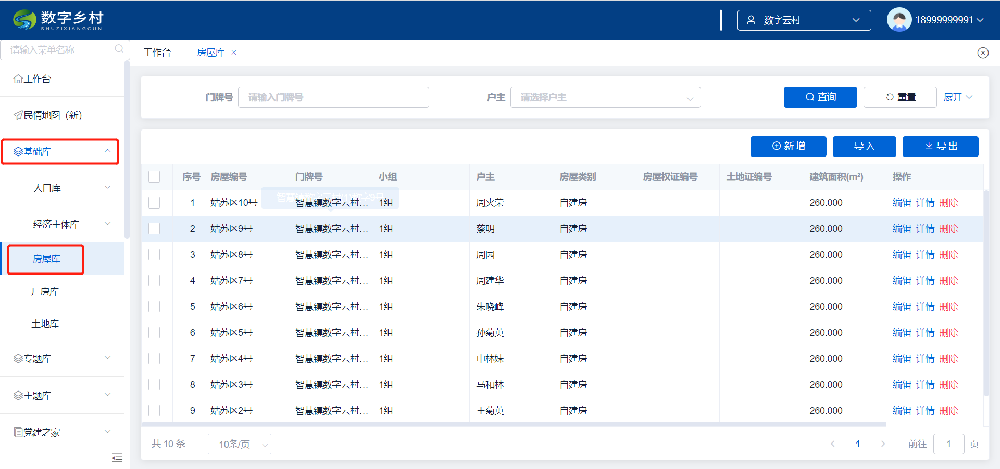 数字乡村
SHUZIXIANGCUN
数字云村
18999999991
请输入菜单名称
工作台
房屋库
工作台
民情地图（新）
基础库
人口库
经济主体库
房屋库
厂房库
土地库
专题库
主题库
党建之家
门牌号 请输入门牌号 户主 请选择户主 查询 重置 展开
新增 导入 导出
序号 房屋编号 门牌号 小组 户主 房屋类别 房屋权证编号 土地证编号 建筑面积(m²) 操作
1 姑苏区10号 智慧镇数字云村... 1组 周火荣 自建房 260.000 编辑 详情 删除
2 姑苏区9号 智慧镇数字云村... 1组 蔡明 自建房 260.000 编辑 详情 删除
3 姑苏区8号 智慧镇数字云村... 1组 周园 自建房 260.000 编辑 详情 删除
4 姑苏区7号 智慧镇数字云村... 1组 周建华 自建房 260.000 编辑 详情 删除
5 姑苏区6号 智慧镇数字云村... 1组 朱晓峰 自建房 260.000 编辑 详情 删除
6 姑苏区5号 智慧镇数字云村... 1组 孙菊英 自建房 260.000 编辑 详情 删除
7 姑苏区4号 智慧镇数字云村... 1组 申林妹 自建房 260.000 编辑 详情 删除
8 姑苏区3号 智慧镇数字云村... 1组 马和林 自建房 260.000 编辑 详情 删除
9 姑苏区2号 智慧镇数字云村... 1组 王菊英 自建房 260.000 编辑 详情 删除
共 10 条 10条/页 1 前往 1 页